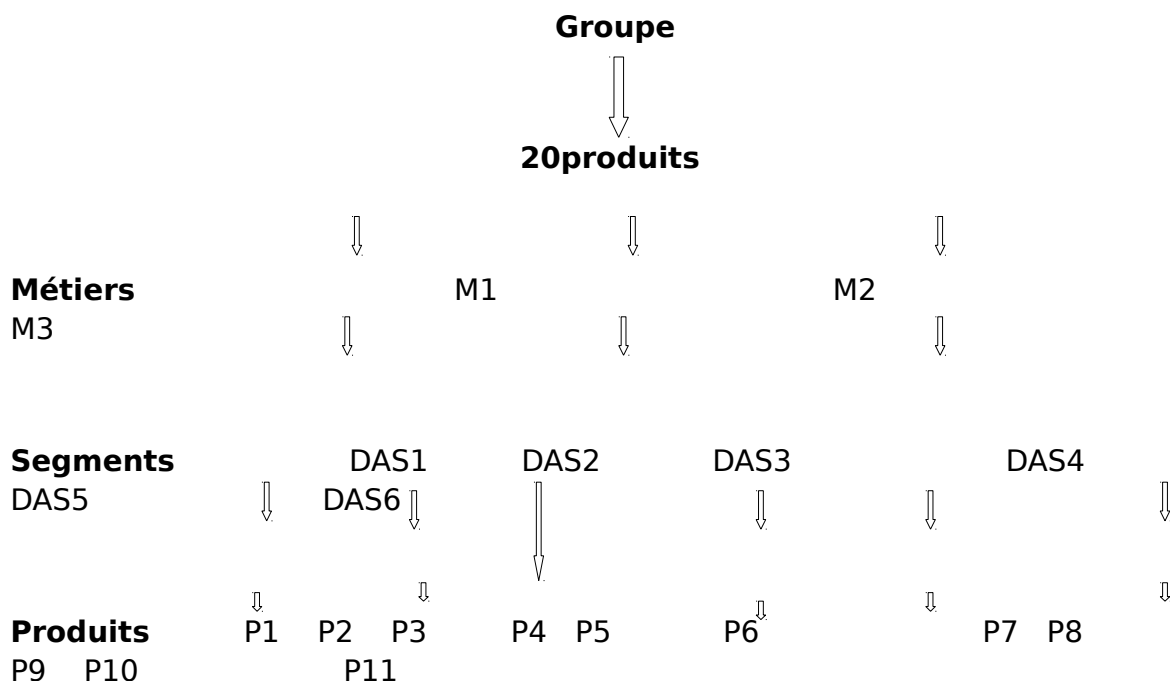 Groupe
20produits
Métiers M1 M2
M3
Segments DAS1 DAS2 DAS3 DAS4
DAS5 DAS6
Produits P1 P2 P3 P4 P5 P6 P7 P8
P9 P10 P11